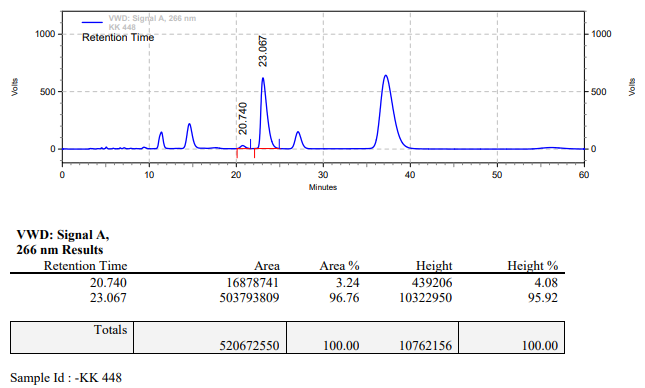 VWD: Signal A, 266 nm
KK 448
Retention Time
1000
500
0
Volts
20.740
23.067
1000
500
0
Volts
0 10 20 30 40 50 60
Minutes
VWD: Signal A,
266 nm Results
Retention Time Area Area % Height Height %
20.740 16878741 3.24 439206 4.08
23.067 503793809 96.76 10322950 95.92
Totals
520672550 100.00 10762156 100.00
Sample Id : -KK 448